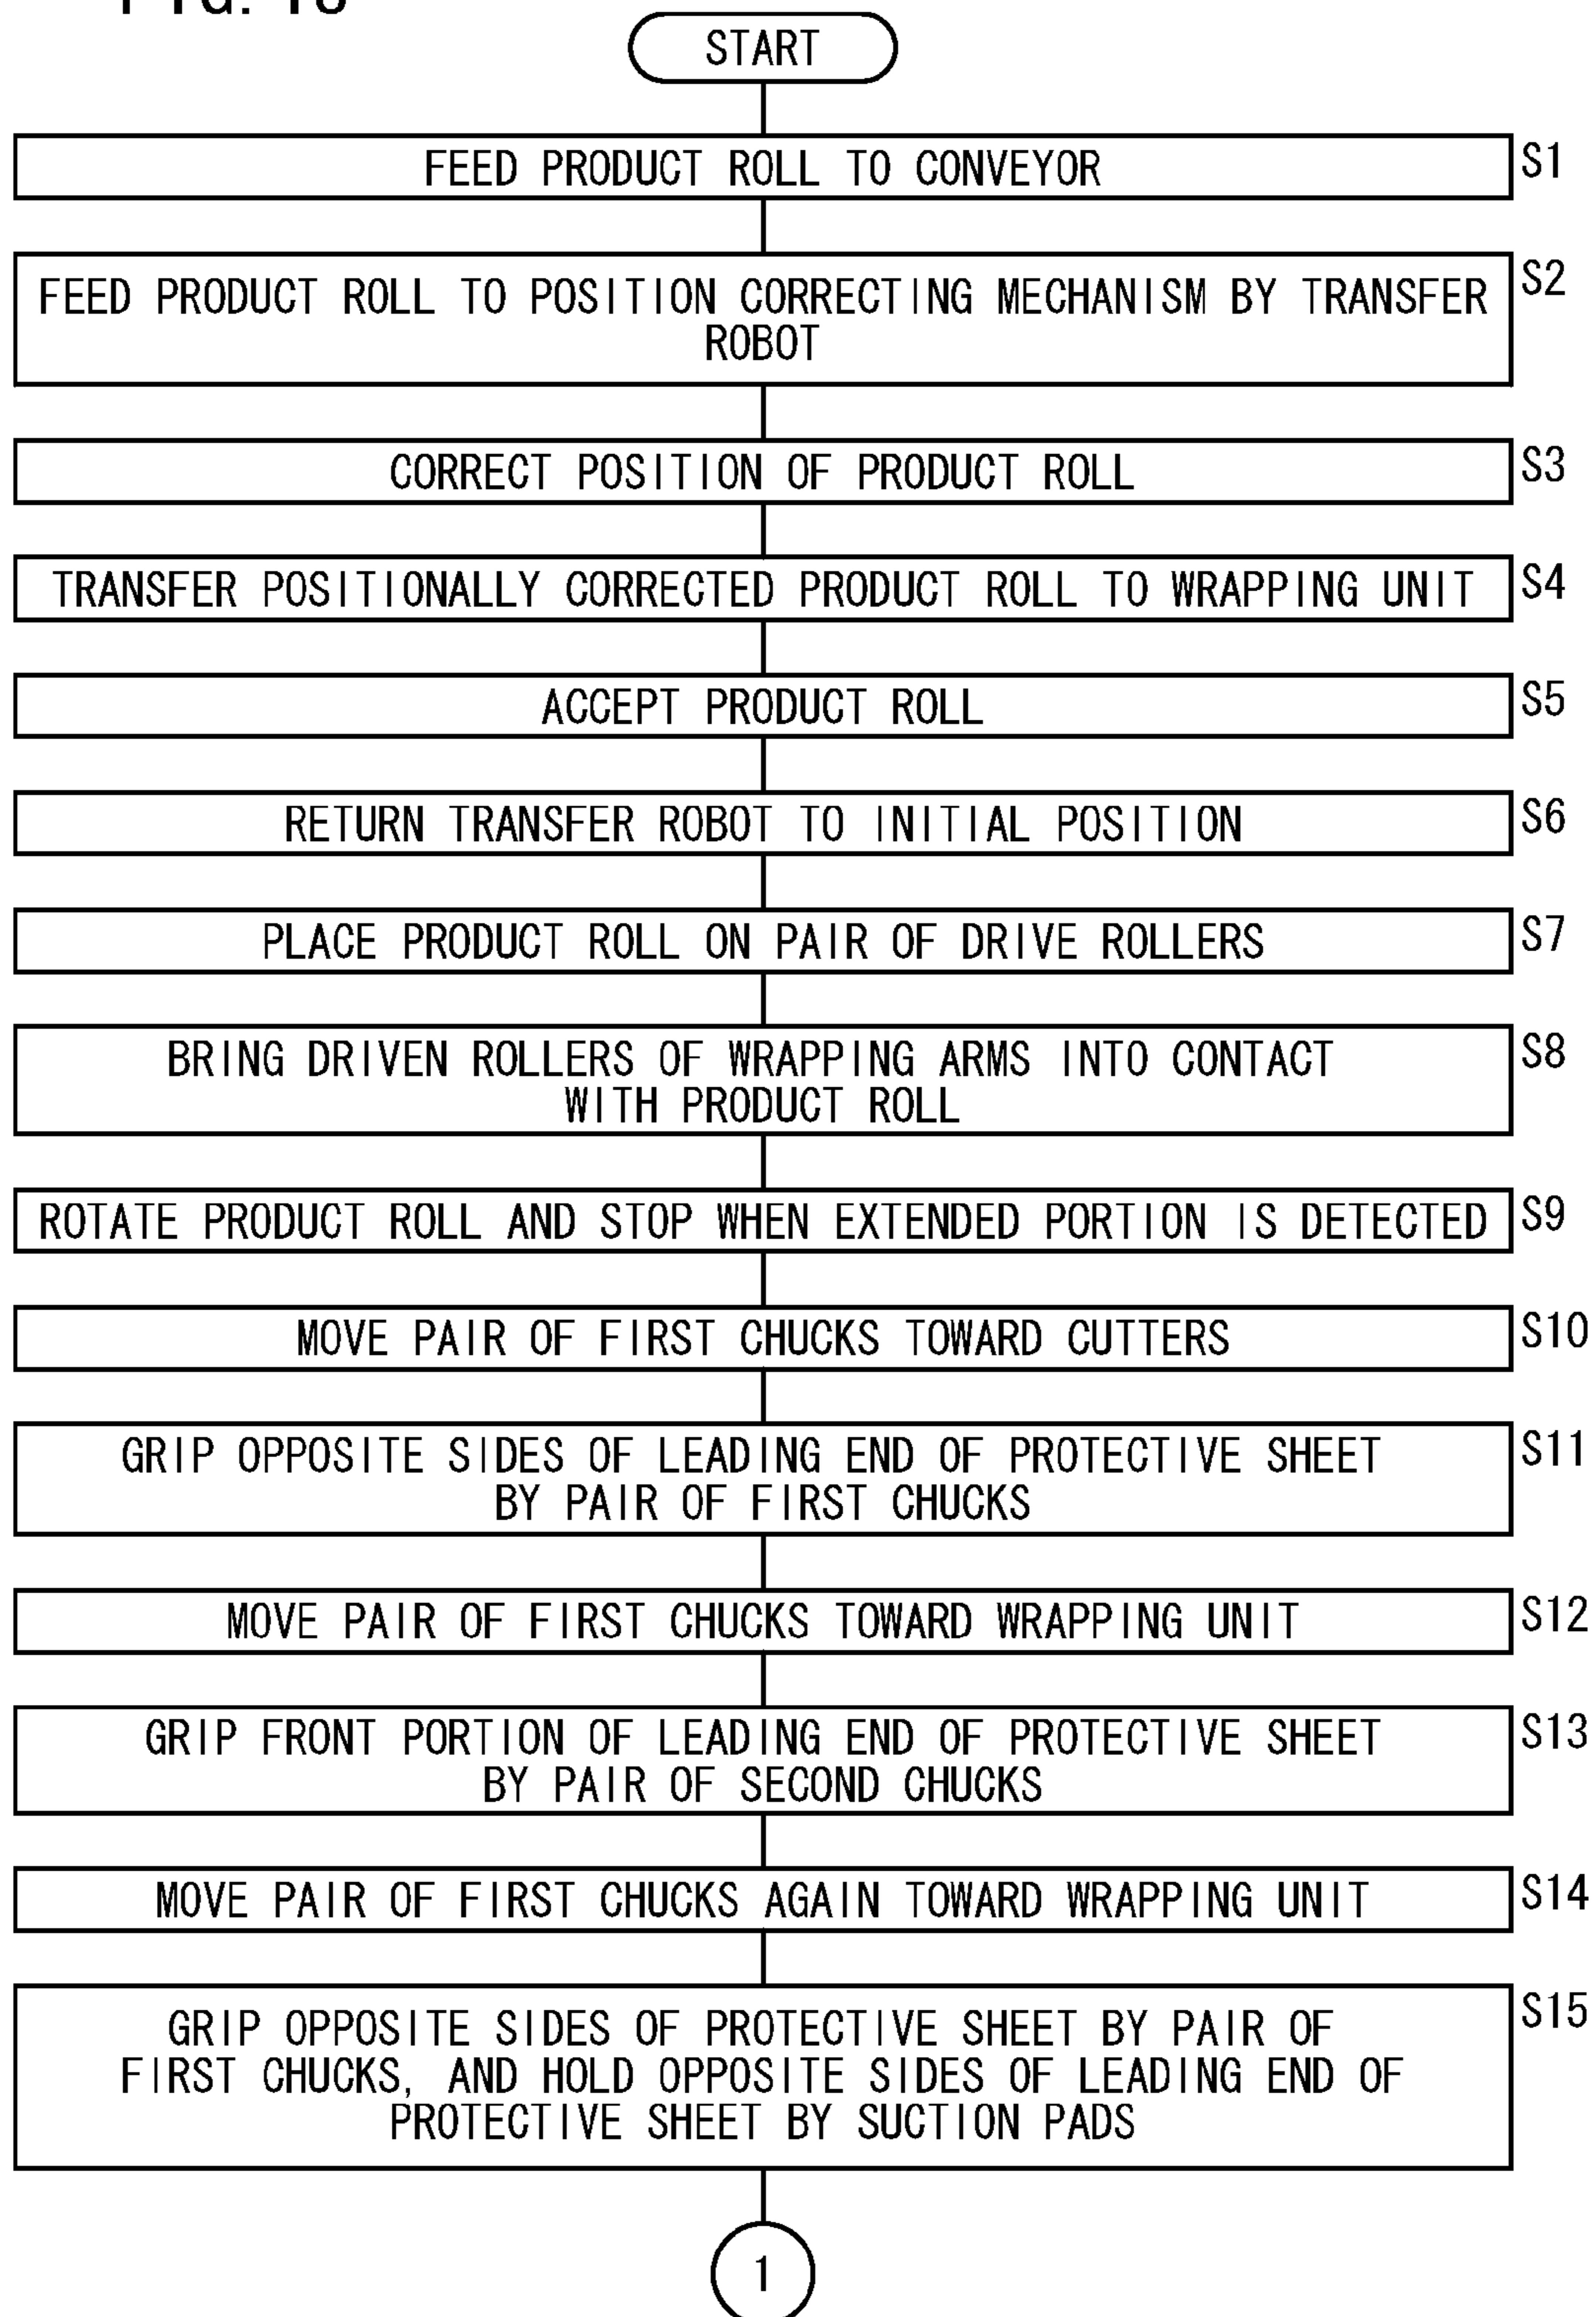 START
FEED PRODUCT ROLL TO CONVEYOR
S1
FEED PRODUCT ROLL TO POSITION CORRECTING MECHANISM BY TRANSFER
ROBOT
S2
CORRECT POSITION OF PRODUCT ROLL
S3
TRANSFER POSITIONALLY CORRECTED PRODUCT ROLL TO WRAPPING UNIT
S4
ACCEPT PRODUCT ROLL
S5
RETURN TRANSFER ROBOT TO INITIAL POSITION
S6
PLACE PRODUCT ROLL ON PAIR OF DRIVE ROLLERS
S7
BRING DRIVEN ROLLERS OF WRAPPING ARMS INTO CONTACT
WITH PRODUCT ROLL
S8
ROTATE PRODUCT ROLL AND STOP WHEN EXTENDED PORTION IS DETECTED
S9
MOVE PAIR OF FIRST CHUCKS TOWARD CUTTERS
S10
GRIP OPPOSITE SIDES OF LEADING END OF PROTECTIVE SHEET
BY PAIR OF FIRST CHUCKS
S11
MOVE PAIR OF FIRST CHUCKS TOWARD WRAPPING UNIT
S12
GRIP FRONT PORTION OF LEADING END OF PROTECTIVE SHEET
BY PAIR OF SECOND CHUCKS
S13
MOVE PAIR OF FIRST CHUCKS AGAIN TOWARD WRAPPING UNIT
S14
GRIP OPPOSITE SIDES OF PROTECTIVE SHEET BY PAIR OF
FIRST CHUCKS, AND HOLD OPPOSITE SIDES OF LEADING END OF
PROTECTIVE SHEET BY SUCTION PADS
S15
1